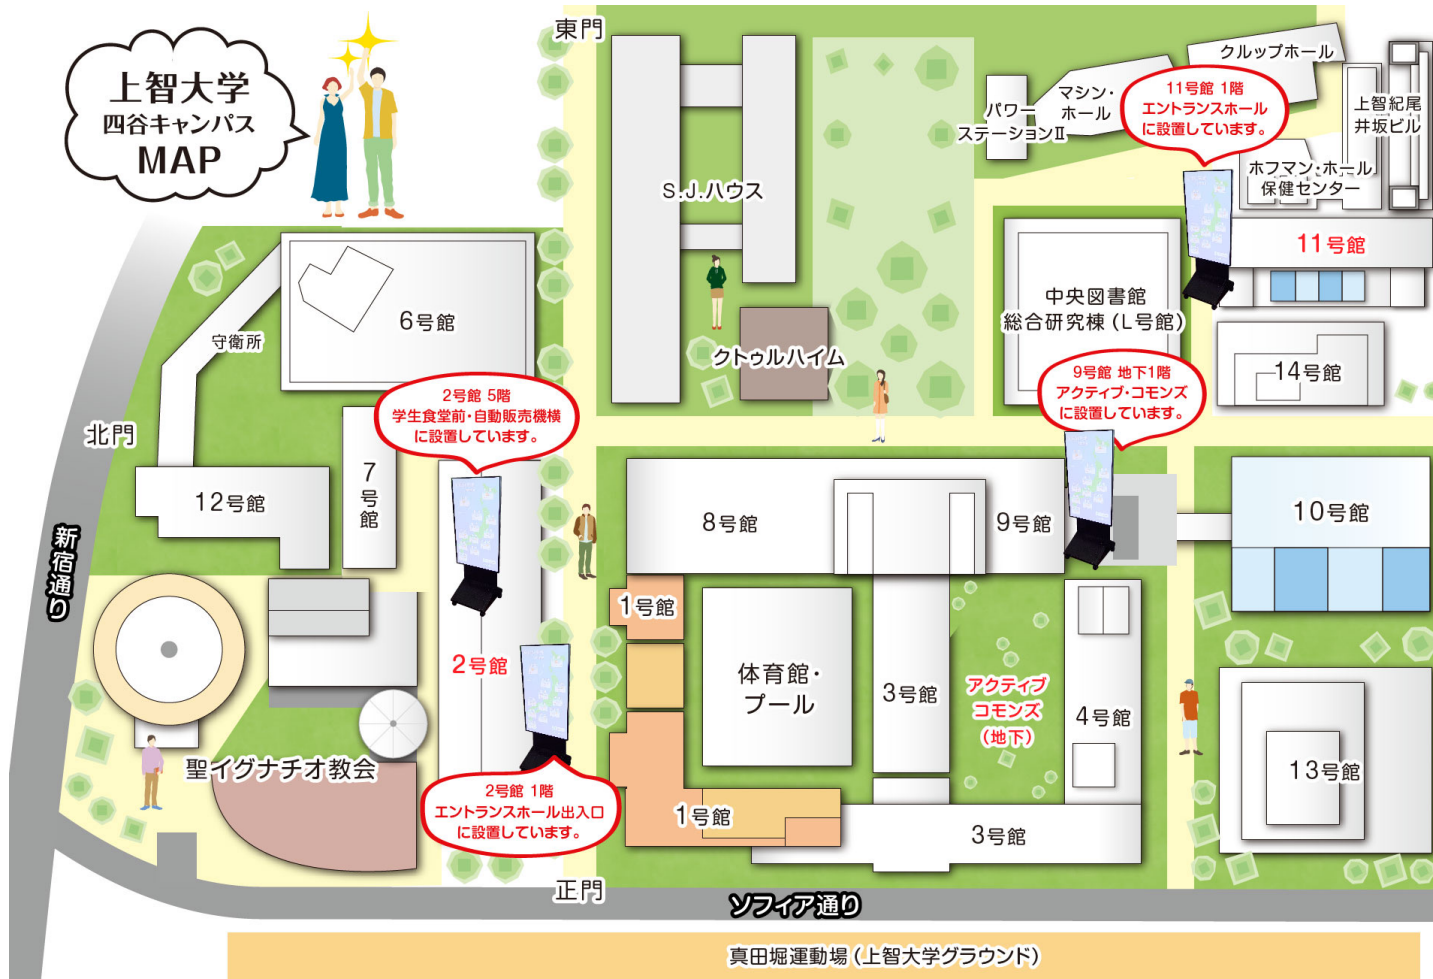 上智大学
四谷キャンパス
MAP
東門
クルップホール
マシン・
ホール
パワー
ステーションⅡ
11号館 1階
エントランスホール
に設置しています。
上智紀尾
井坂ビル
ホフマン・ホール
保健センター
S.J.ハウス
11号館
中央図書館
総合研究棟(L号館)
6号館
守衛所
クトゥルハイム
14号館
2号館 5階
学生食堂前・自動販売機横
に設置しています。
9号館 地下1階
アクティブ・コモンズ
に設置しています。
北門
7
号
館
12号館
8号館
9号館
10号館
新宿通り
1号館
2号館
体育館・
プール
3号館
アクティブ
コモンズ
(地下)
4号館
聖イグナチオ教会
13号館
2号館 1階
エントランスホール出入口
に設置しています。
1号館
3号館
正門
ソフィア通り
真田堀運動場(上智大学グラウンド)